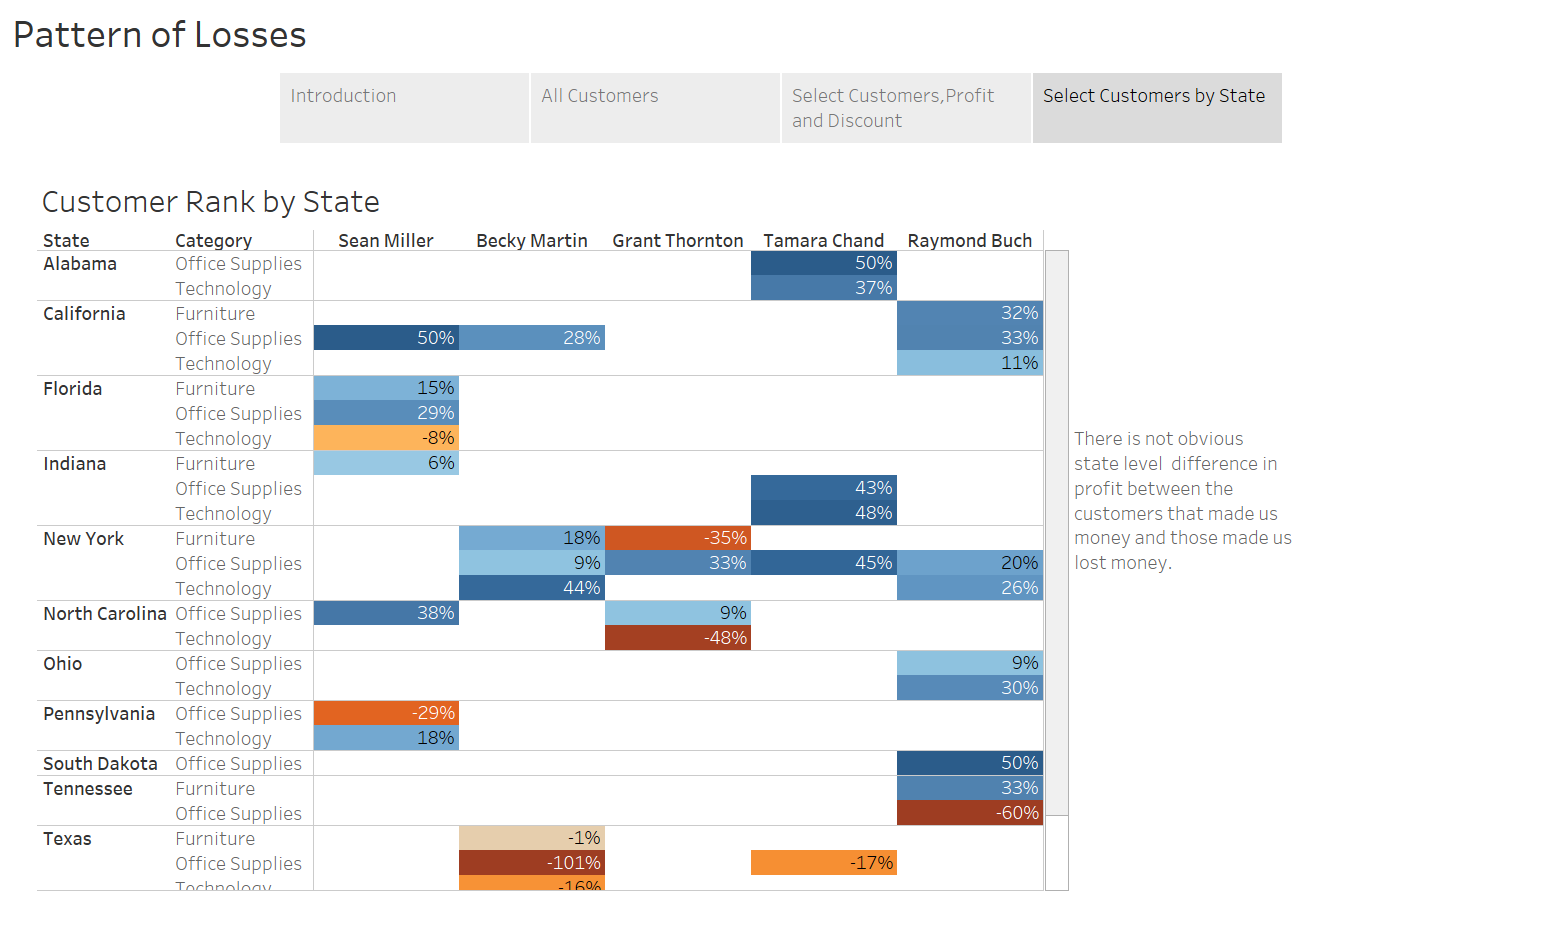 Pattern of Losses
Introduction
All Customers
Select Customers,Profit
and Discount
Select Customers by State
Customer Rank by State
State Category Sean Miller Becky Martin Grant Thornton Tamara Chand Raymond Buch
Alabama Office Supplies 50%
Technology 37%
California Furniture 32%
Office Supplies 50% 28% 33%
Technology 11%
Florida Furniture 15%
Office Supplies 29%
Technology -8%
Indiana Furniture 6%
Office Supplies 43%
Technology 48%
New York Furniture 18% -35%
Office Supplies 9% 33% 45% 20%
Technology 44% 26%
North Carolina Office Supplies 38% 9%
Technology -48%
Ohio Office Supplies 9%
Technology 30%
Pennsylvania Office Supplies -29%
Technology 18%
South Dakota Office Supplies 50%
Tennessee Furniture 33%
Office Supplies -60%
Texas Furniture -1%
Office Supplies -101% -17%
Technology -16%
There is not obvious
state level difference in
profit between the
customers that made us
money and those made us
lost money.